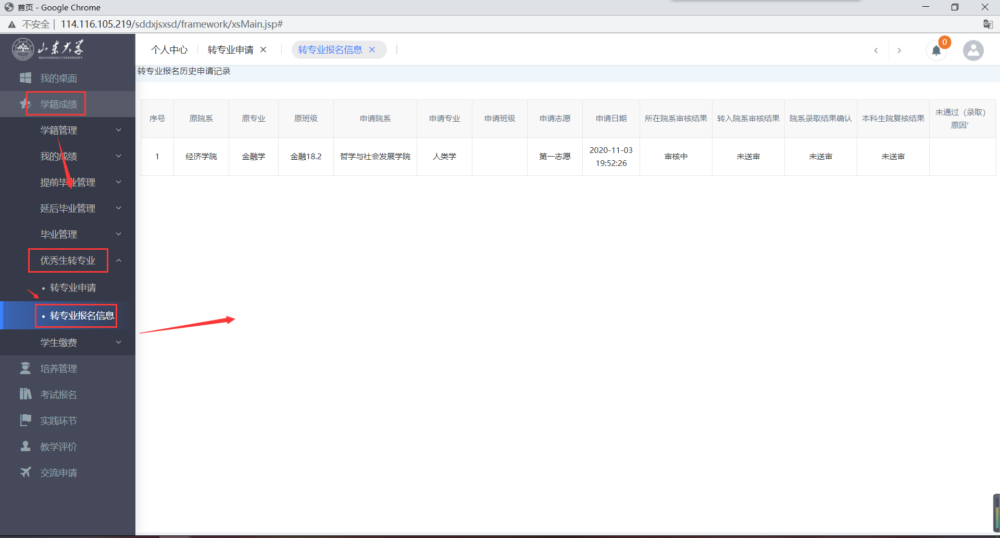 首页 - Google Chrome
不安全 114.116.105.219/sddxjsxsd/framework/xsMain.jsp#
山东大学
SHANDONG UNIVERSITY
个人中心 转专业申请 × 转专业报名信息 ×
0
转专业报名历史申请记录
我的桌面
学籍成绩
学籍管理
我的成绩
提前毕业管理
延后毕业管理
毕业管理
优秀生转专业
• 转专业申请
• 转专业报名信息
学生缴费
培养管理
考试报名
实践环节
教学评价
交流申请
序号 原院系 原专业 原班级 申请院系 申请专业 申请班级 申请志愿 申请日期 所在院系审核结果 转入院系审核结果 院系录取结果确认 本科生院复核结果 未通过（录取）
原因'
1 经济学院 金融学 金融18.2 哲学与社会发展学院 人类学 第一志愿 2020-11-03 审核中 未送审 未送审 未送审
19:52:26